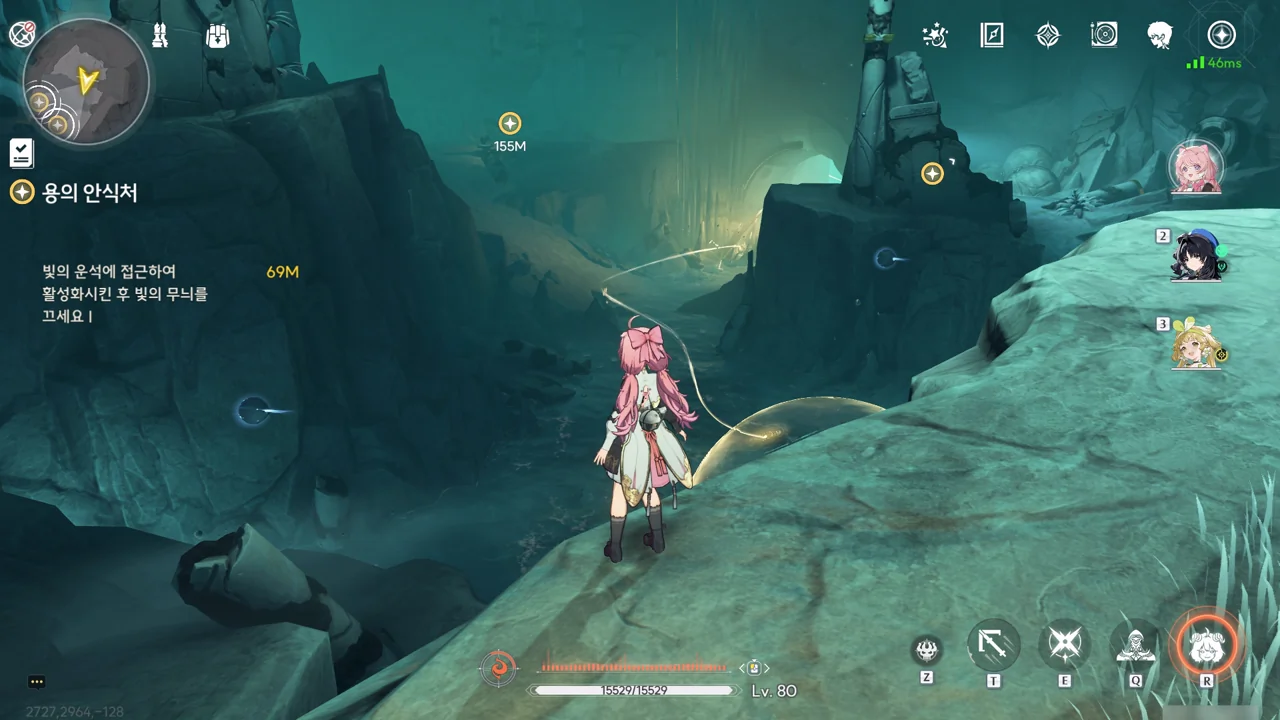 46ms
155M
용의 안식처
빛의 운석에 접근하여 69M
활성화시킨 후 빛의 무늬를
끄세요 |
2
3
Z
T
E
Q
R
15529/15529
Lv. 80
2727,2964,-128